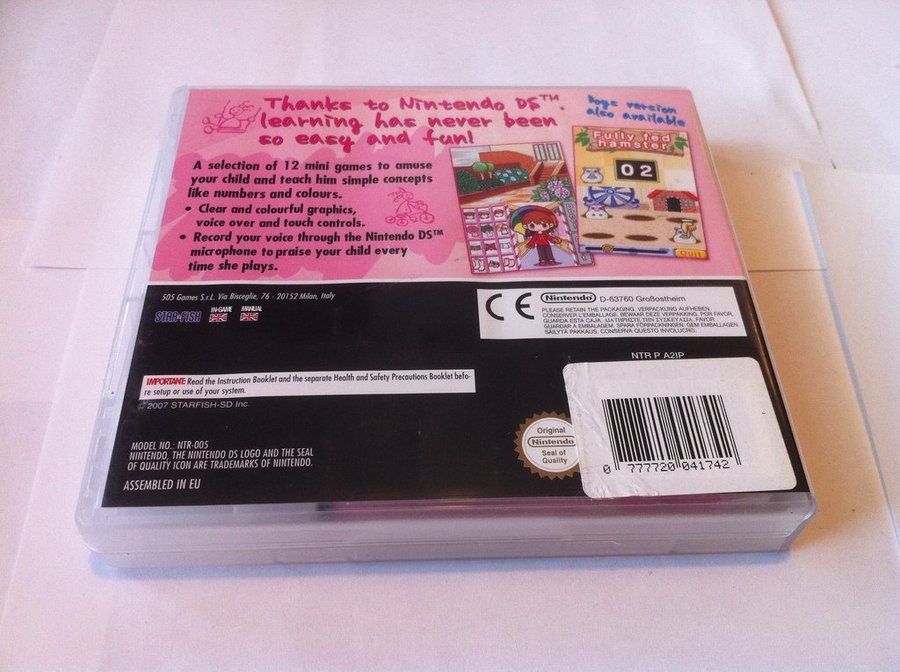 Thanks to Nintendo DS™.
learning has never been
so easy and fun!
Boys version
also available
A selection of 12 mini games to amuse
your child and teach him simple concepts
like numbers and colours.
• Clear and colourful graphics,
voice over and touch controls.
• Record your voice through the Nintendo DS™
microphone to praise your child every
time she plays.
Fully fed
hamster
02
QUIT
505 Games S.r.L. Via Bisceglie, 76 - 20152 Milan, Italy
STAR-FISH
IN-GAME
MANUAL
CE
Nintendo
D-63760 Großostheim
PLEASE RETAIN THE PACKAGING. VERPACKUNG AUFHEBEN.
CONSERVER L'EMBALLAGE. BEWAAR DEZE VERPAKKING. POR FAVOR,
GUARDA ESTA CAJA. ΔΙΑΤΗΡΗΣΤΕ ΤΗΝ ΣΥΣΚΕΥΑΣΙΑ. FAVOR
GUARDAR A EMBALAGEM. SPARA FÖRPACKNINGEN. GEM EMBALLAGEN.
SÄILYTÄ PAKKAUS. CONSERVA QUESTO INVOLUCRO.
NTR P A2IP
IMPORTANT: Read the Instruction Booklet and the separate Health and Safety Precautions Booklet befo-
re setup or use of your system.
© 2007 STARFISH-SD Inc.
MODEL NO.: NTR-005
NINTENDO, THE NINTENDO DS LOGO AND THE SEAL
OF QUALITY ICON ARE TRADEMARKS OF NINTENDO.
ASSEMBLED IN EU
Original
Nintendo
Seal of
Quality
0 777720 041742